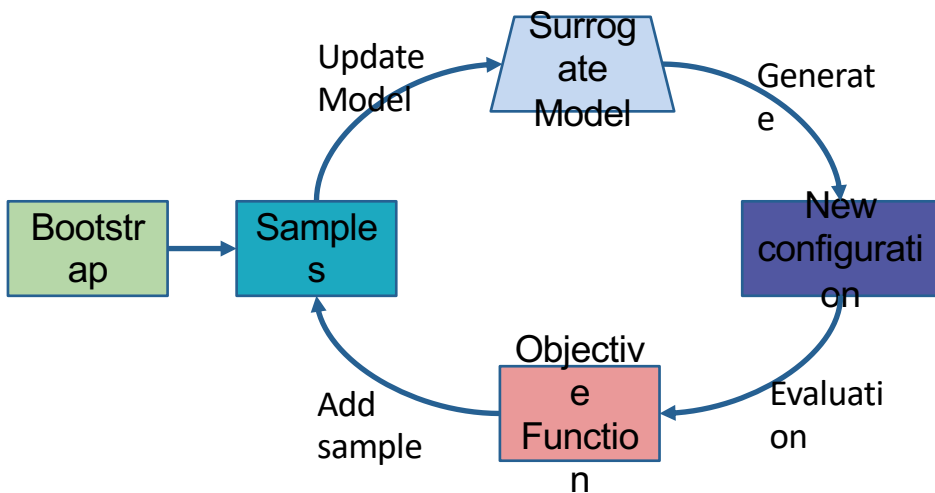 Surrog
ate
Model
Update
Model
Generat
e
Bootstr
ap
Sample
s
New
configurati
on
Objectiv
e
Functio
n
Add
sample
Evaluati
on